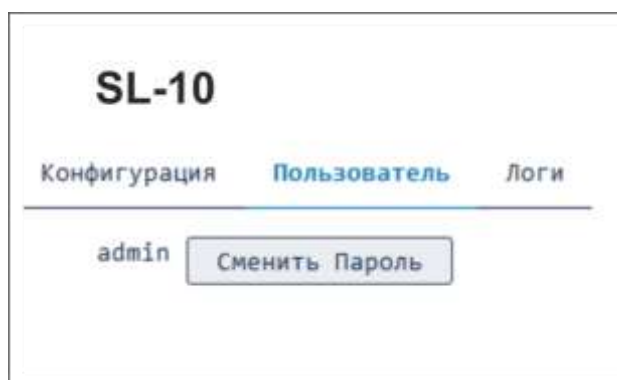 SL-10
Конфигурация Пользователь Логи
admin Сменить Пароль